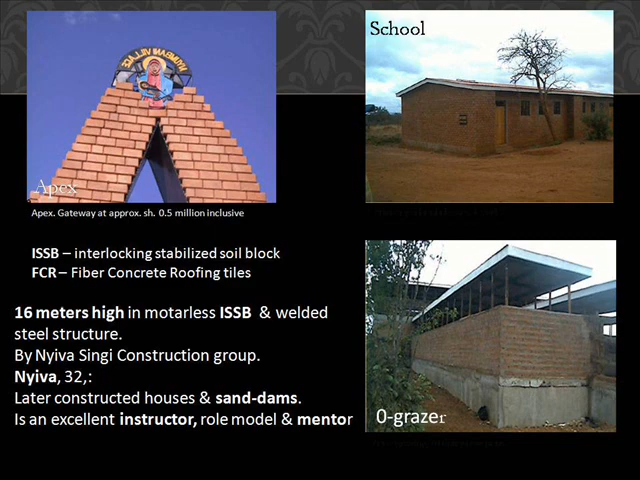 NYUMBANI VILLAGE
Apex
Apex. Gateway at approx. sh. 0.5 million inclusive
School
ISSB – interlocking stabilized soil block
FCR – Fiber Concrete Roofing tiles
16 meters high in motarless ISSB & welded
steel structure.
By Nyiva Singi Construction group.
Nyiva, 32,:
Later constructed houses & sand-dams.
Is an excellent instructor, role model & mentor
0-grazer